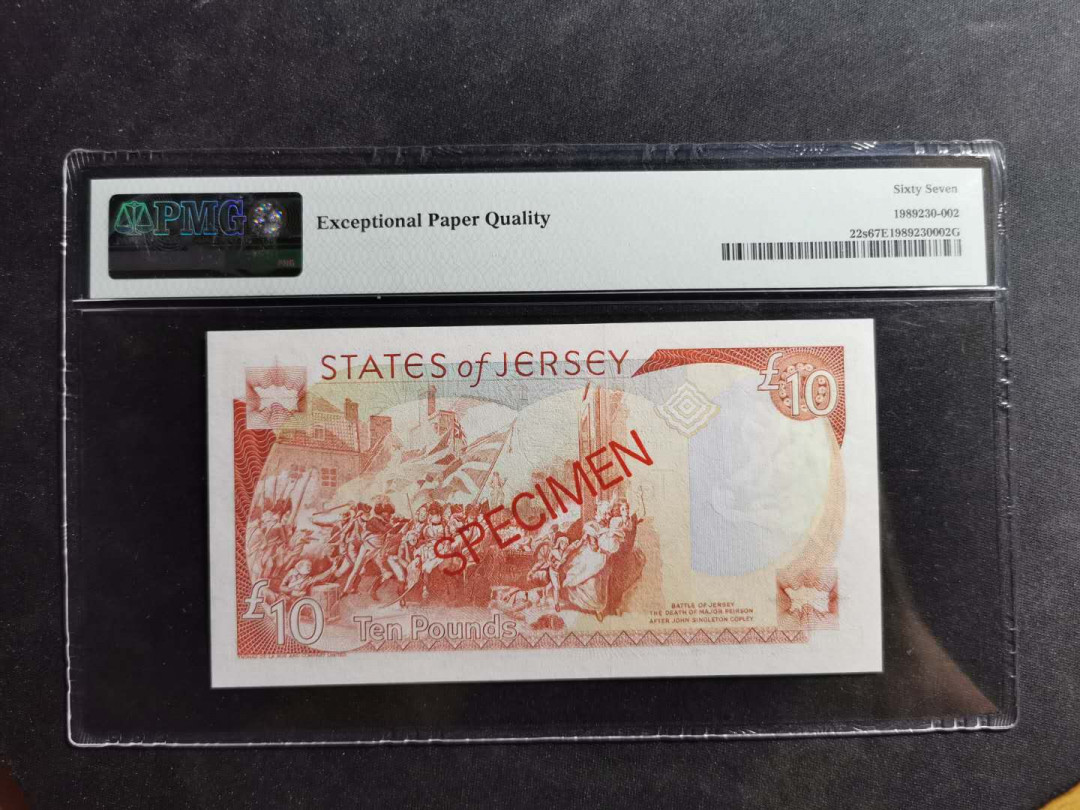 PMG
PMG
Exceptional Paper Quality
Sixty Seven
1989230-002
22s67E1989230002G
STATES of JERSEY
£10
SPECIMEN
£10
Ten Pounds
BATTLE OF JERSEY
THE DEATH OF MAJOR PEIRSON
AFTER JOHN SINGLETON COPLEY